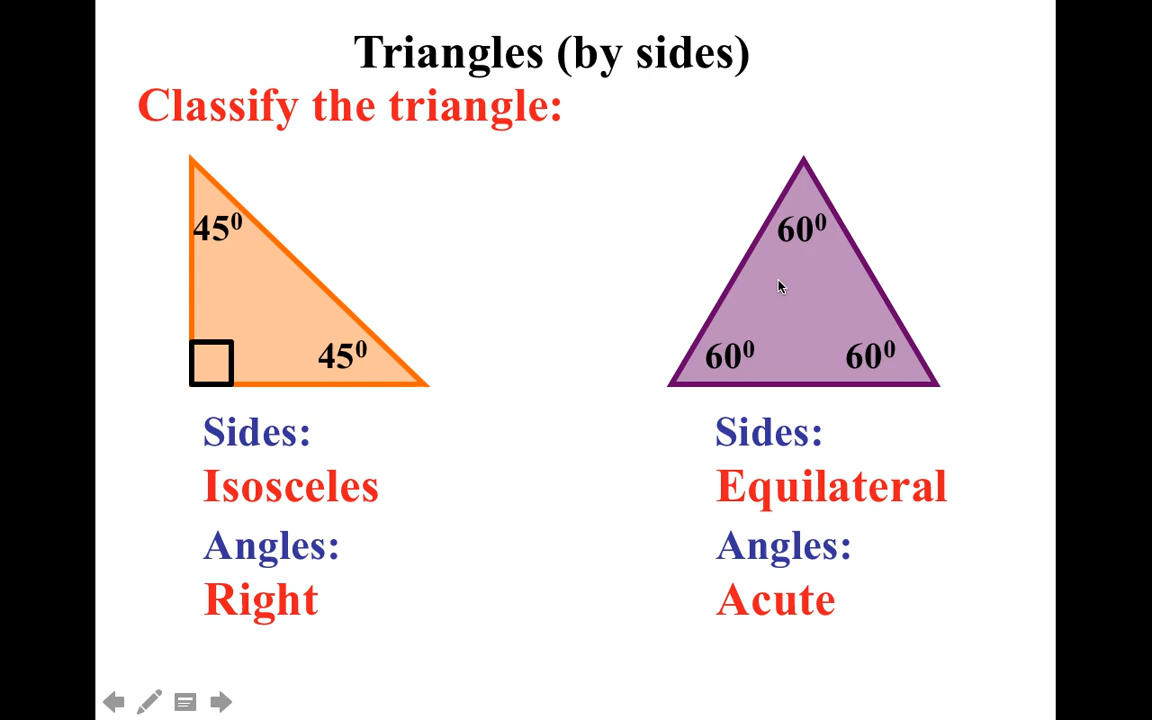 Triangles (by sides)
Classify the triangle:
45⁰
45⁰
Sides:
Isosceles
Angles:
Right
60⁰
60⁰ 60⁰
Sides:
Equilateral
Angles:
Acute